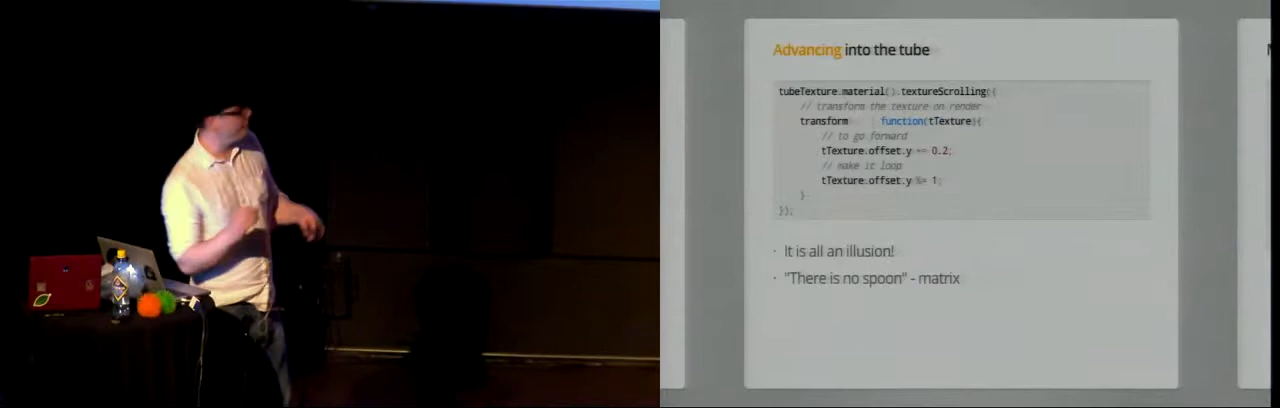 Advancing into the tube
tubeTexture.material().textureScrolling({
// transform the texture on render
transform function(tTexture){
// to go forward
tTexture.offset.y += 0.2;
// make it loop
tTexture.offset.y %= 1;
}
});
· It is all an illusion!
· "There is no spoon" - matrix